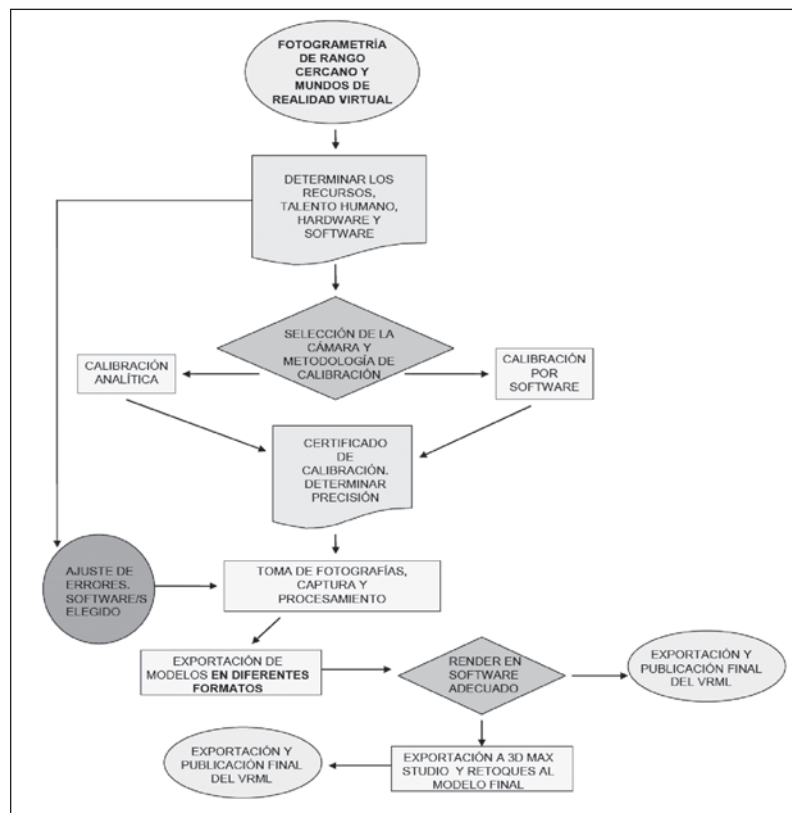 FOTOGRAMETRÍA
DE RANGO
CERCANO Y
MUNDOS DE
REALIDAD VIRTUAL
DETERMINAR LOS
RECURSOS,
TALENTO HUMANO,
HARDWARE Y
SOFTWARE
SELECCIÓN DE LA
CÁMARA Y
METODOLOGÍA DE
CALIBRACIÓN
CALIBRACIÓN
ANALÍTICA
CALIBRACIÓN
POR
SOFTWARE
CERTIFICADO
DE
CALIBRACIÓN.
DETERMINAR
PRECISIÓN
AJUSTE DE
ERRORES.
SOFTWARE/S
ELEGIDO
TOMA DE FOTOGRAFÍAS,
CAPTURA Y
PROCESAMIENTO
EXPORTACIÓN DE
MODELOS EN DIFERENTES
FORMATOS
RENDER EN
SOFTWARE
ADECUADO
EXPORTACIÓN Y
PUBLICACIÓN FINAL
DEL VRML
EXPORTACIÓN A 3D MAX
STUDIO Y RETOQUES AL
MODELO FINAL
EXPORTACIÓN Y
PUBLICACIÓN FINAL
DEL VRML